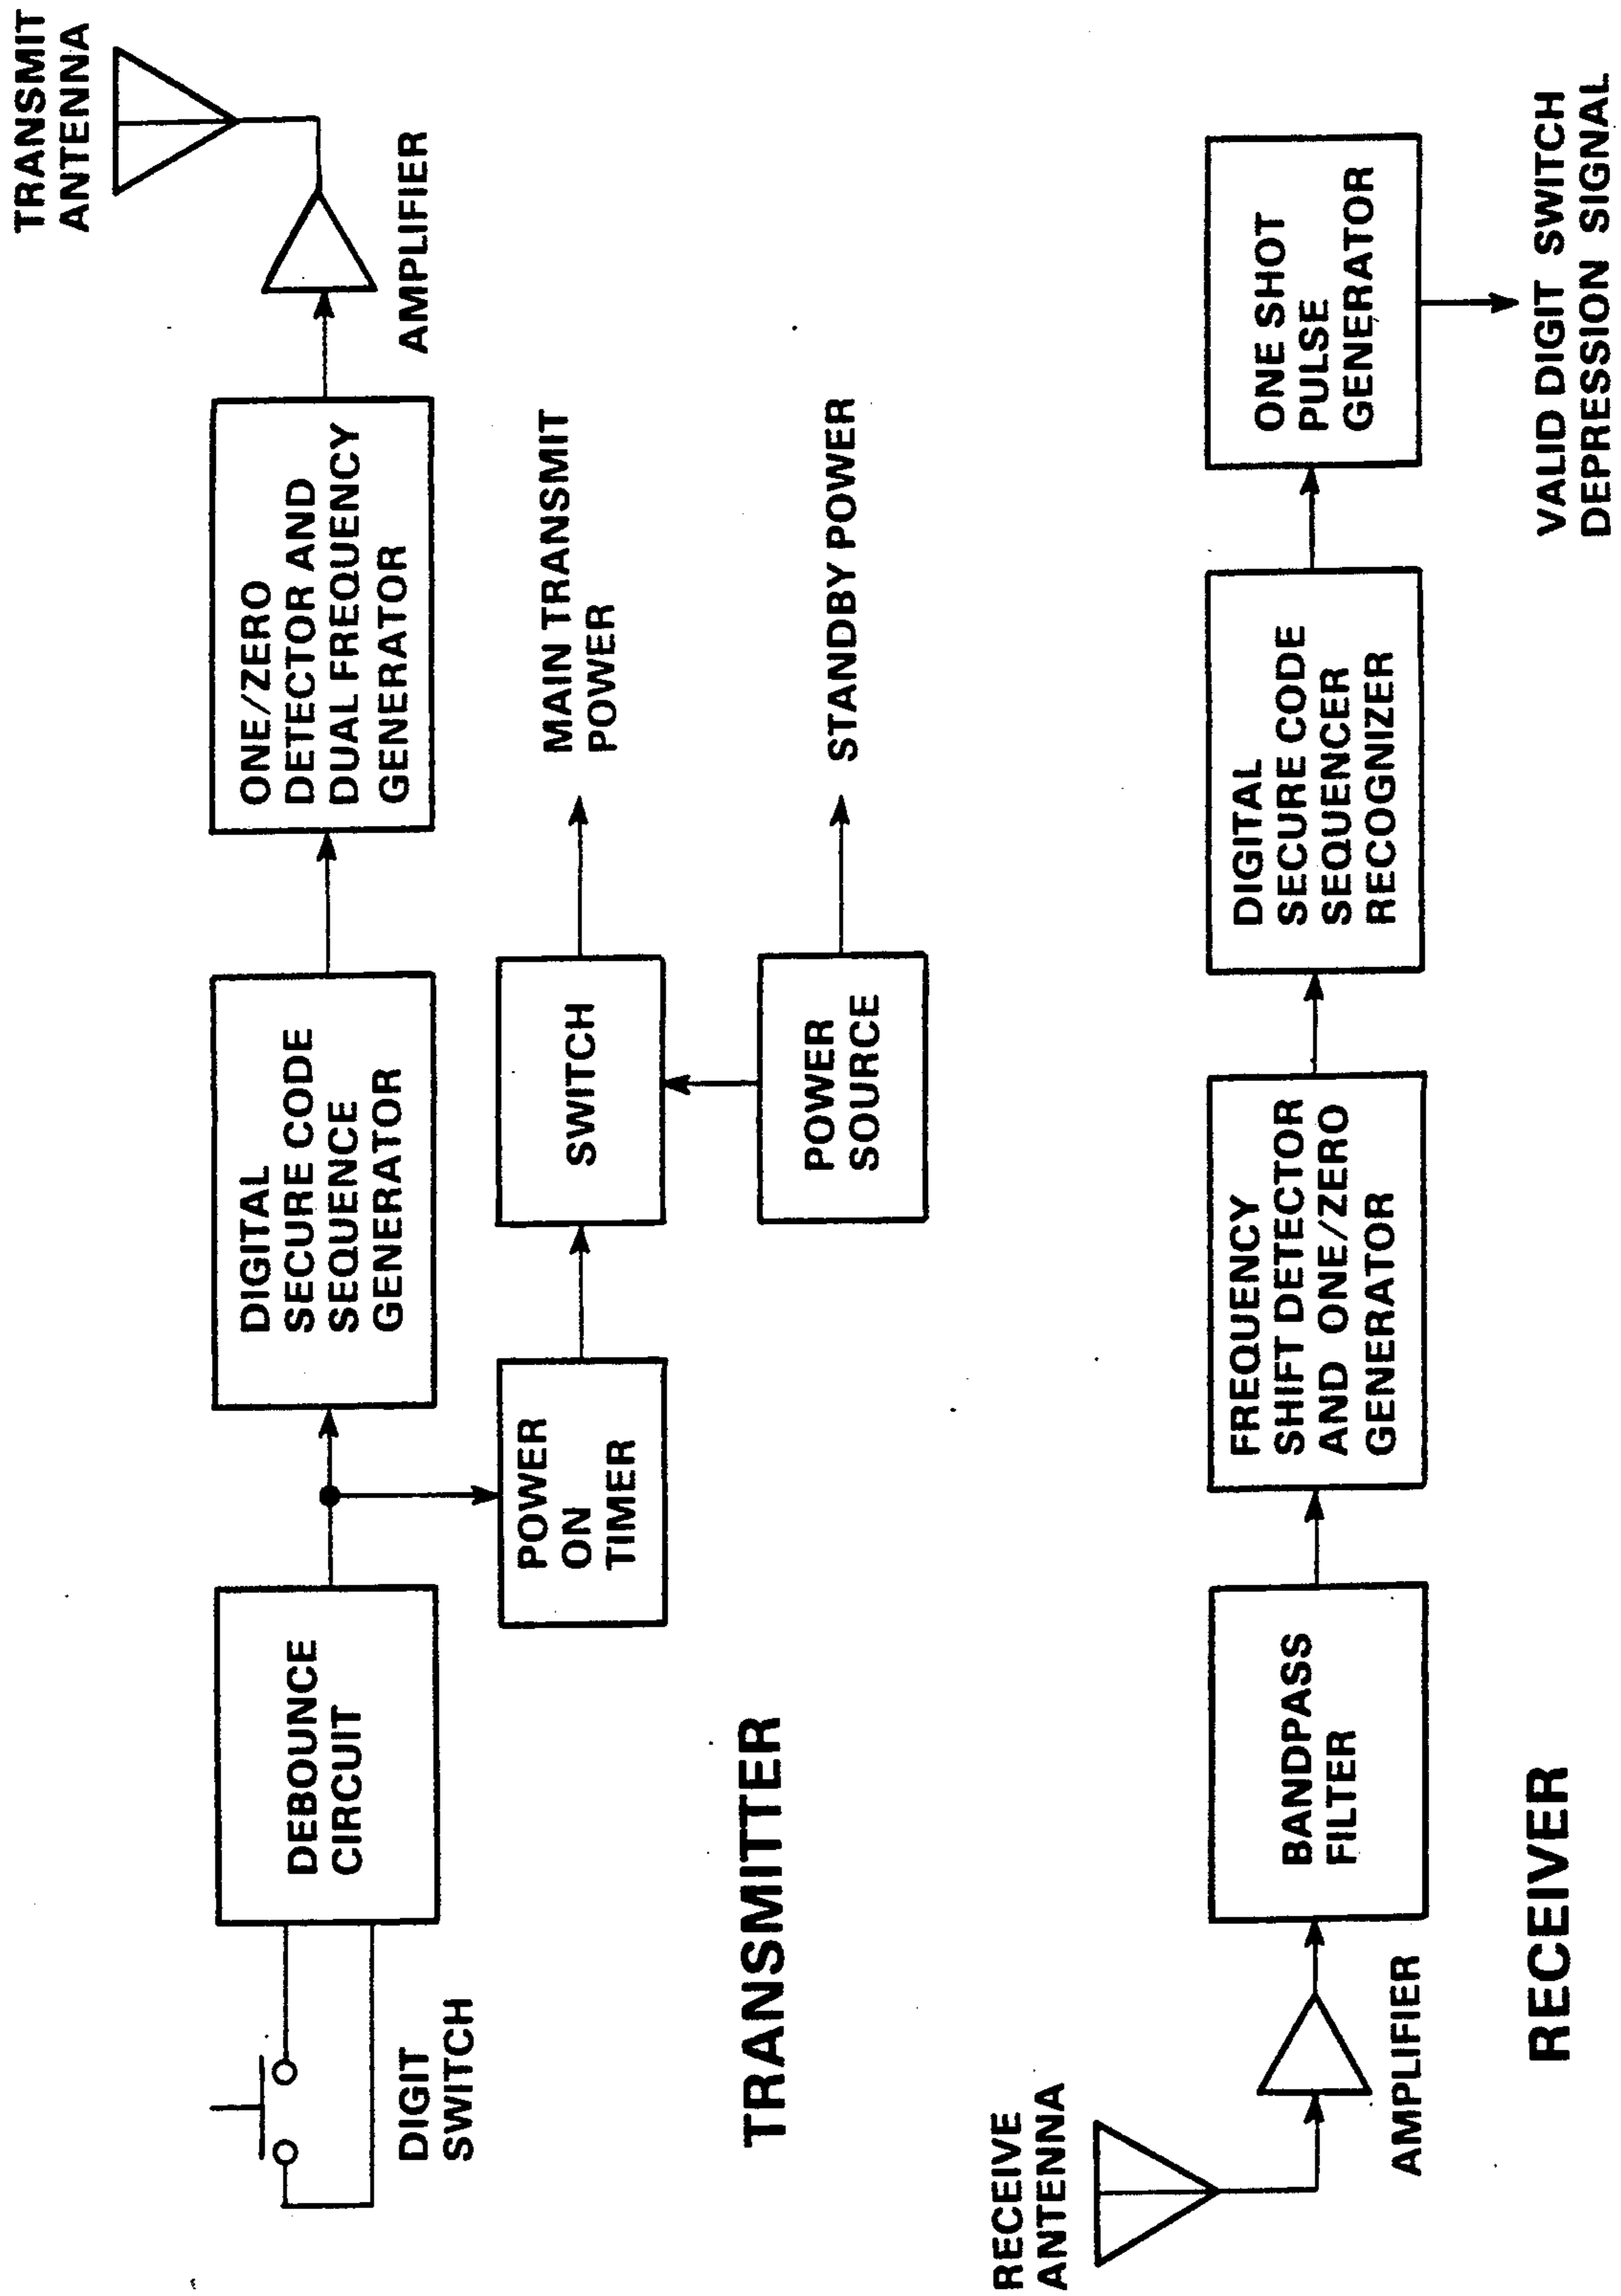 TRANSMIT
ANTENNA
DIGIT
SWITCH
DEBOUNCE
CIRCUIT
DIGITAL
SECURE CODE
SEQUENCE
GENERATOR
ONE/ZERO
DETECTOR AND
DUAL FREQUENCY
GENERATOR
AMPLIFIER
POWER
ON
TIMER
SWITCH
MAIN TRANSMIT
POWER
POWER
SOURCE
STANDBY POWER
TRANSMITTER
RECEIVE
ANTENNA
AMPLIFIER
BANDPASS
FILTER
FREQUENCY
SHIFT DETECTOR
AND ONE/ZERO
GENERATOR
DIGITAL
SECURE CODE
SEQUENCER
RECOGNIZER
ONE SHOT
PULSE
GENERATOR
VALID DIGIT SWITCH
DEPRESSION SIGNAL
RECEIVER